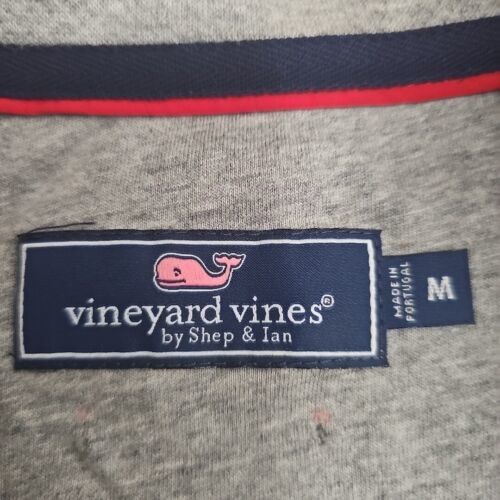 vineyard vines®
by Shep & Ian
MADE IN
PORTUGAL
M